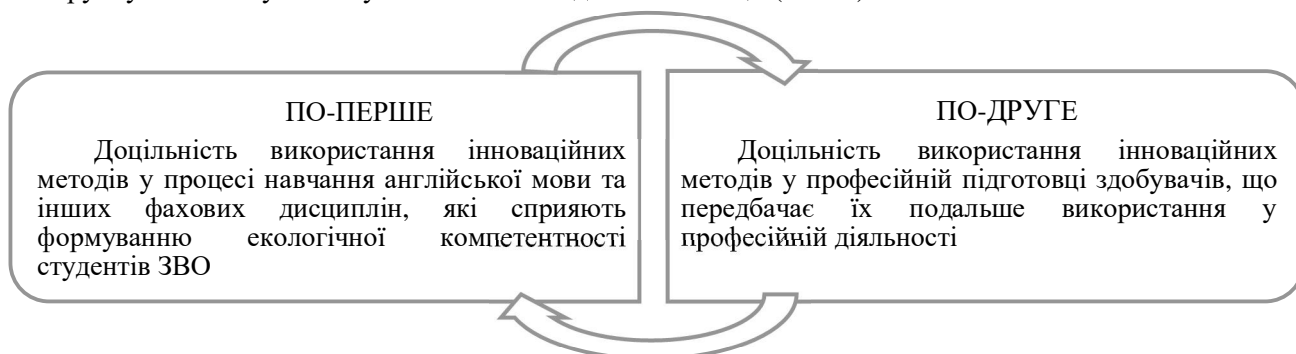 ПО-ПЕРШЕ
Доцільність використання інноваційних
методів у процесі навчання англійської мови та
інших фахових дисциплін, які сприяють
формуванню екологічної компетентності
студентів ЗВО
ПО-ДРУГЕ
Доцільність використання інноваційних
методів у професійній підготовці здобувачів, що
передбачає їх подальше використання у
професійній діяльності